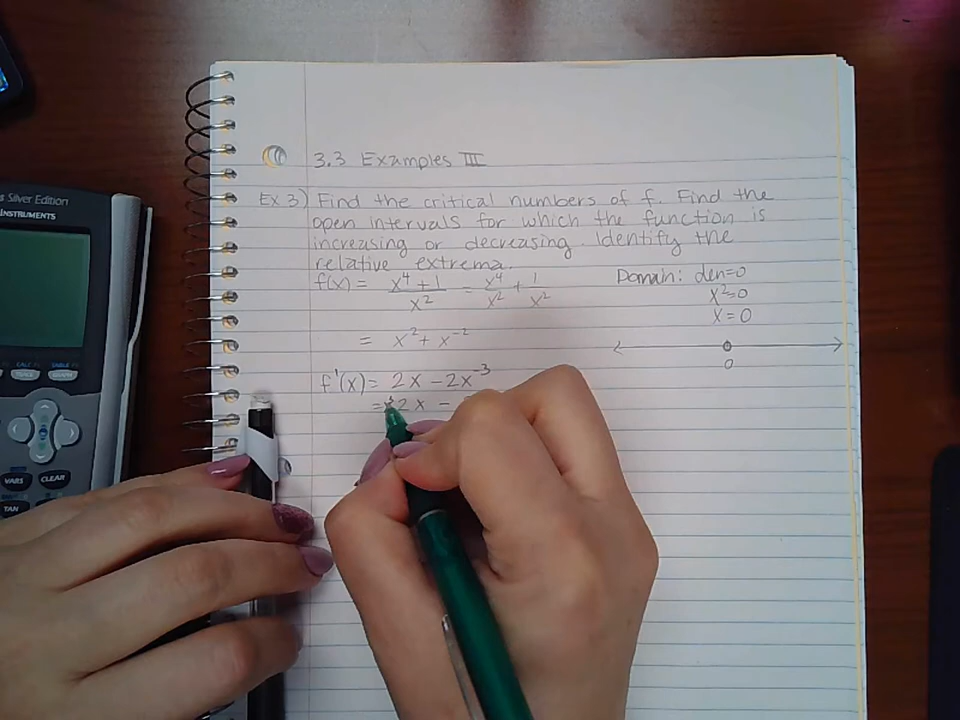 3.3 Examples III
Ex 3) Find the critical numbers of f. Find the
open intervals for which the function is
increasing or decreasing. Identify the
relative extrema.
f(x) = x⁴+1/x² = x⁴/x² + 1/x²
= x² + x⁻²
f'(x) = 2x - 2x⁻³
= 2x -
Domain: den=0
x²=0
x=0
0
Silver Edition
INSTRUMENTS
VARS
CLEAR
TAN